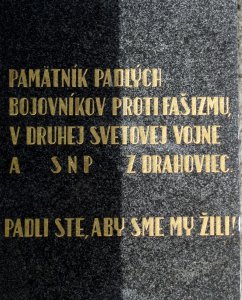 PAMÄTNÍK PADLÝCH
BOJOVNÍKOV PROTI FAŠIZMU,
V DRUHEJ SVETOVEJ VOJNE
A SNP Z DRAHOVIEC.
PADLI STE, ABY SME MY ŽILI!